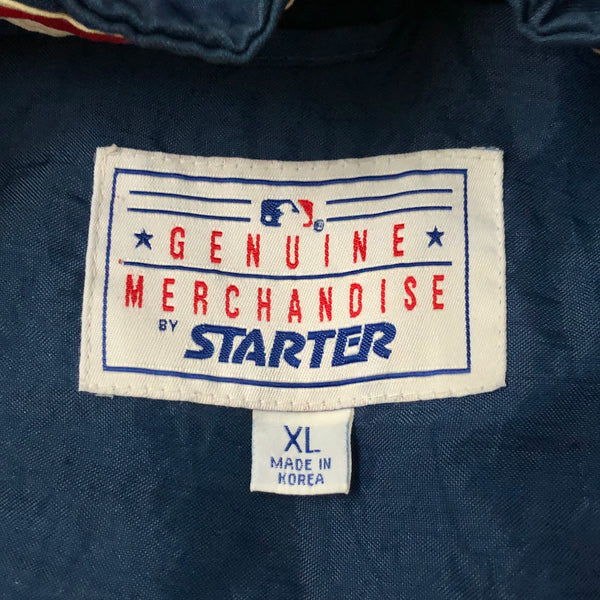 GENUINE
MERCHANDISE
BY STARTER
XL
MADE IN
KOREA